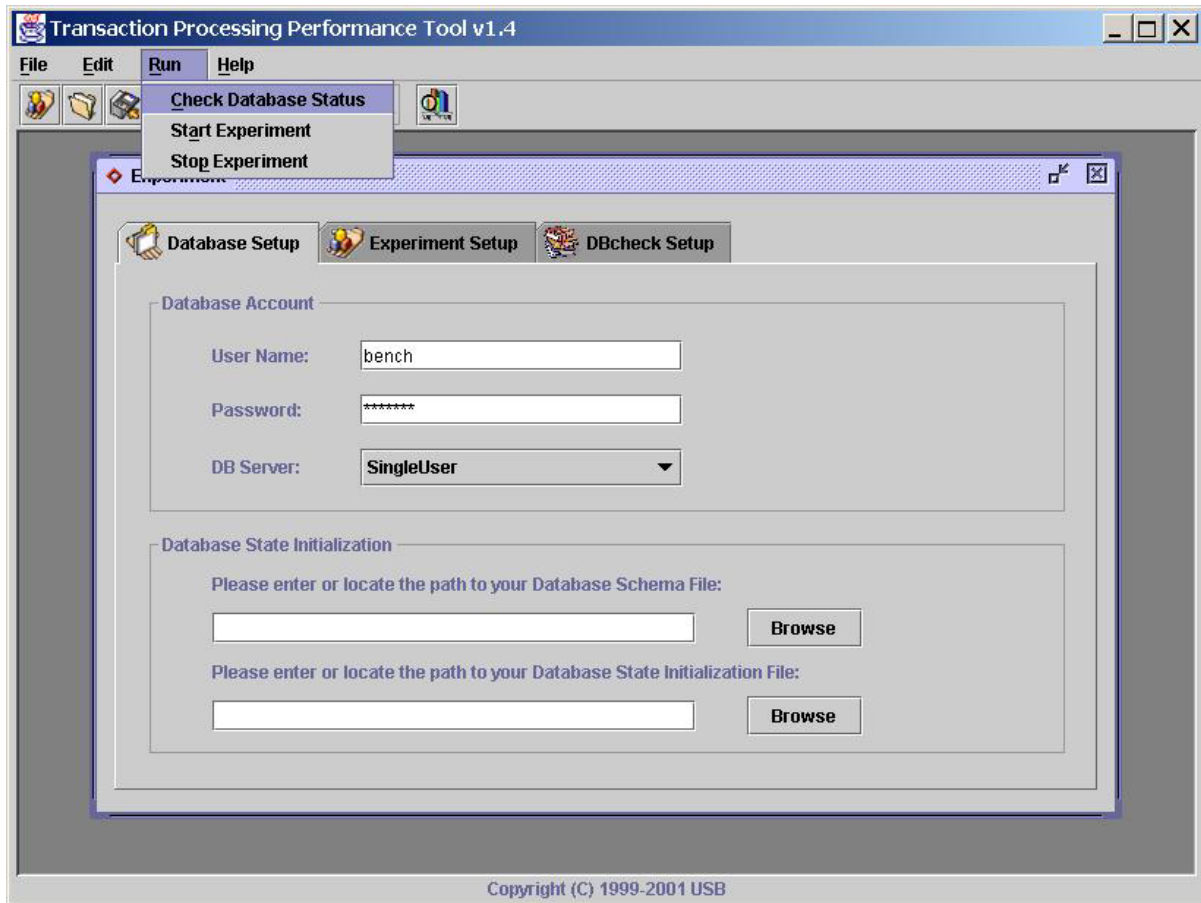 Transaction Processing Performance Tool v1.4
File Edit Run Help
Check Database Status
Start Experiment
Stop Experiment
Experiment
Database Setup Experiment Setup DBcheck Setup
Database Account
User Name: bench
Password: *******
DB Server: SingleUser
Database State Initialization
Please enter or locate the path to your Database Schema File:
Browse
Please enter or locate the path to your Database State Initialization File:
Browse
Copyright (C) 1999-2001 USB